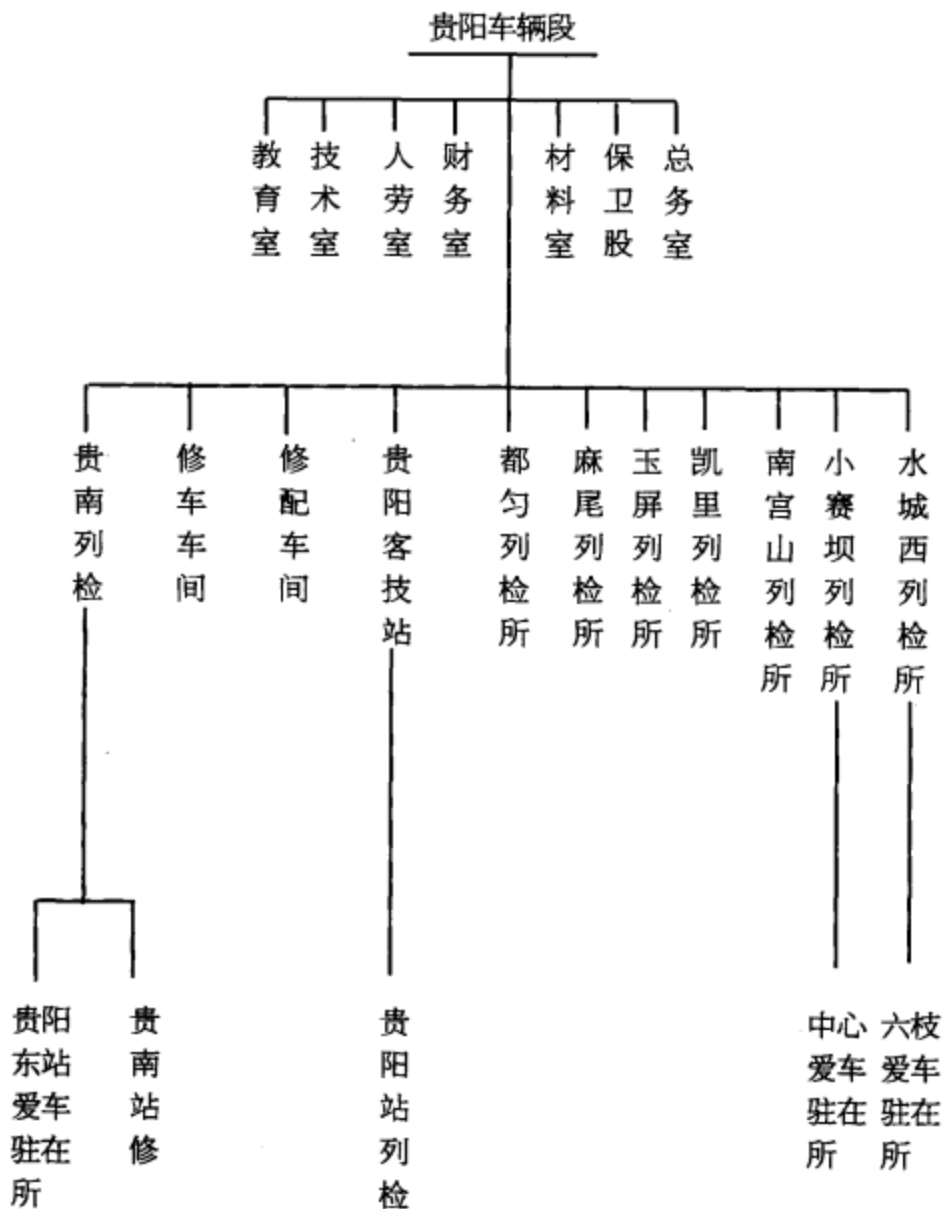 贵阳车辆段
教育室
技术室
人劳室
财务室
材料室
保卫股
总务室
贵南列检
修车车间
修配车间
贵阳客技站
都匀列检所
麻尾列检所
玉屏列检所
凯里列检所
南宫山列检所
小赛坝列检所
水城西列检所
贵阳东站爱车驻在所
贵南站修
贵阳站列检
中心爱车驻在所
六枝爱车驻在所